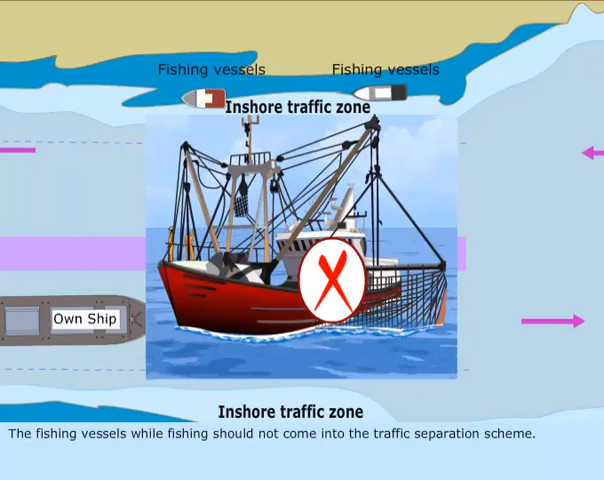 Fishing vessels Fishing vessels
Inshore traffic zone
Own Ship
Inshore traffic zone
The fishing vessels while fishing should not come into the traffic separation scheme.